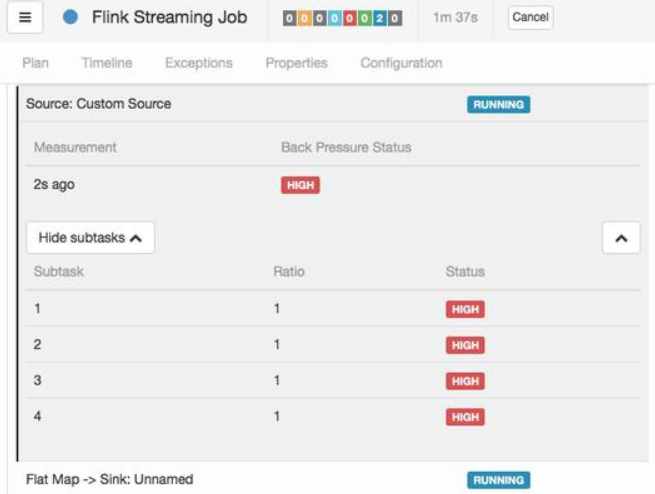 Flink Streaming Job 0 0 0 0 0 0 2 0 1m 37s Cancel
Plan Timeline Exceptions Properties Configuration
Source: Custom Source RUNNING
Measurement Back Pressure Status
2s ago HIGH
Hide subtasks
Subtask Ratio Status
1 1 HIGH
2 1 HIGH
3 1 HIGH
4 1 HIGH
Flat Map -> Sink: Unnamed RUNNING